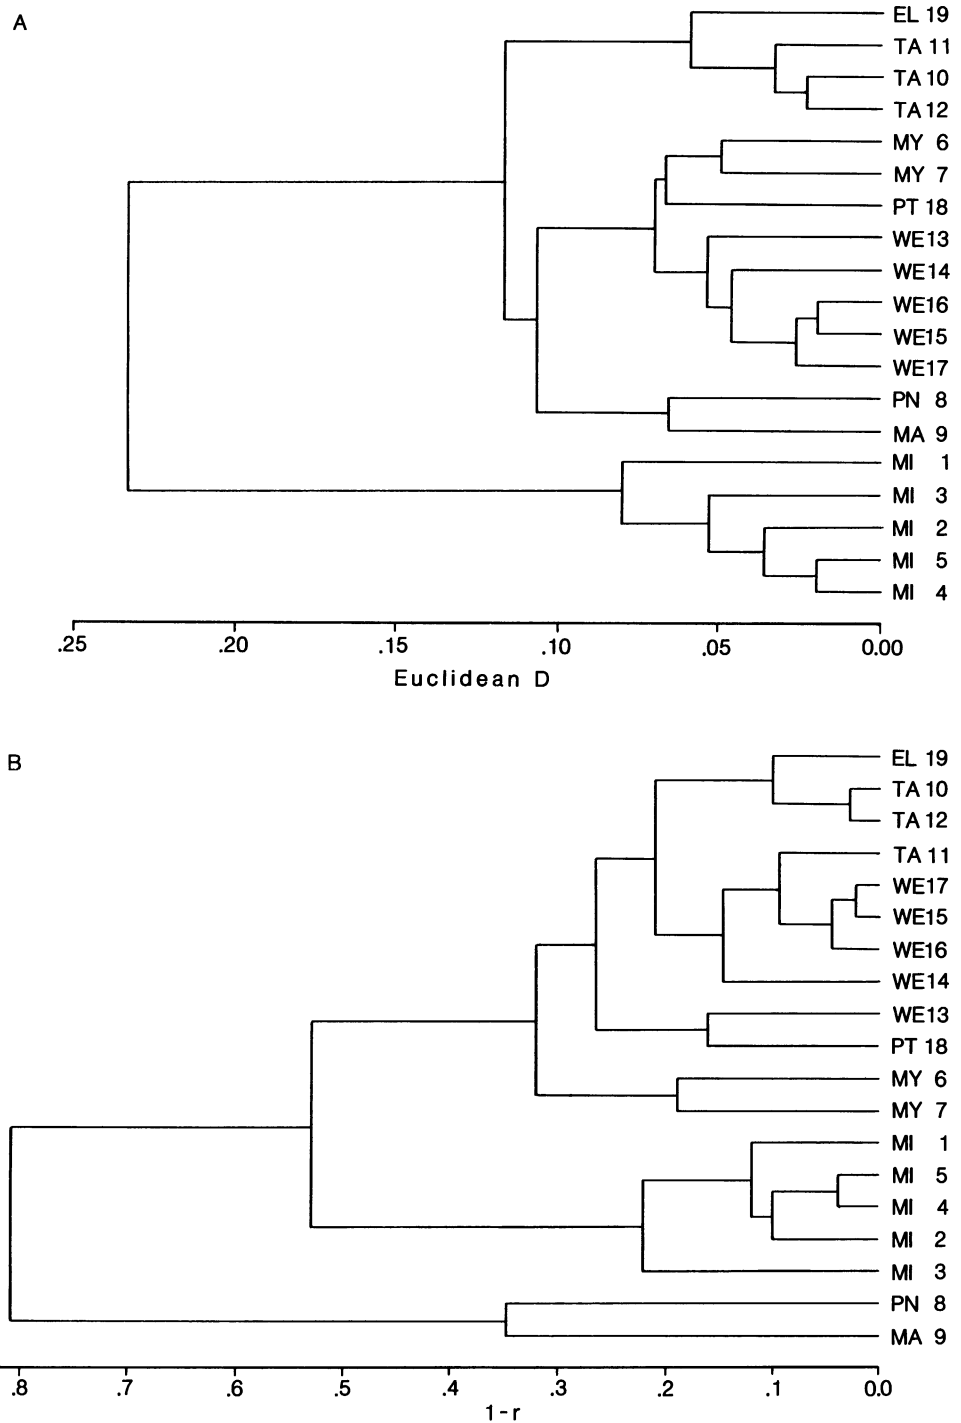 A
EL 19
TA 11
TA 10
TA 12
MY 6
MY 7
PT 18
WE13
WE14
WE16
WE15
WE17
PN 8
MA 9
MI 1
MI 3
MI 2
MI 5
MI 4
.25 .20 .15 .10 .05 0.00
Euclidean D
B
EL 19
TA 10
TA 12
TA 11
WE17
WE15
WE16
WE14
WE13
PT 18
MY 6
MY 7
MI 1
MI 5
MI 4
MI 2
MI 3
PN 8
MA 9
.8 .7 .6 .5 .4 .3 .2 .1 0.0
1-r